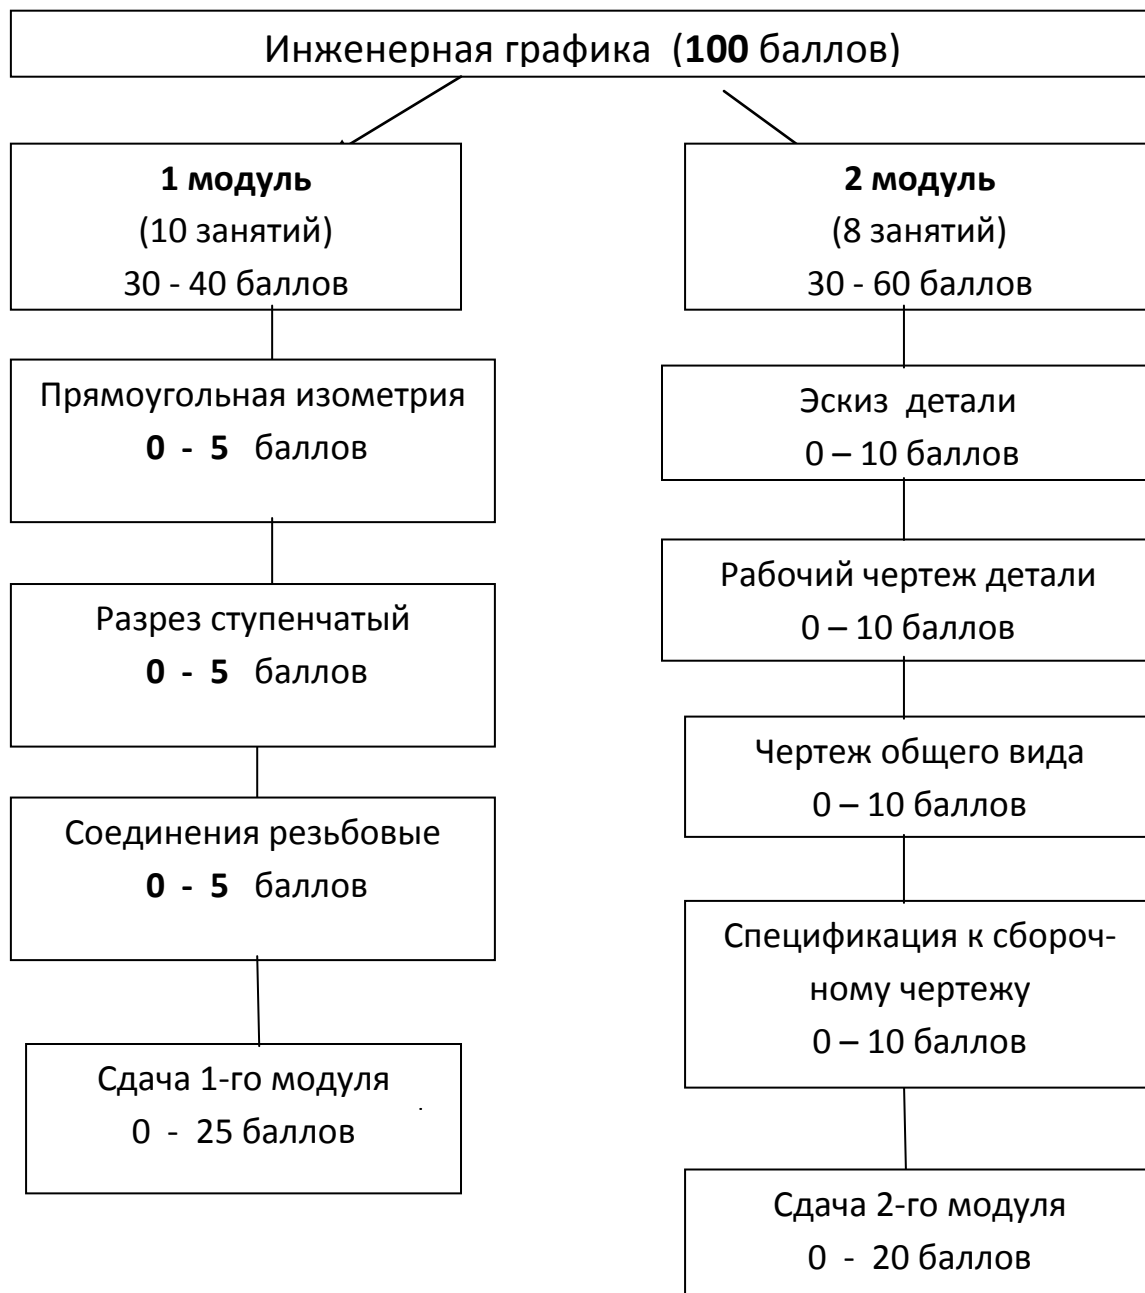 Инженерная графика (100 баллов)
1 модуль
(10 занятий)
30 - 40 баллов
Прямоугольная изометрия
0 - 5 баллов
Разрез ступенчатый
0 - 5 баллов
Соединения резьбовые
0 - 5 баллов
Сдача 1-го модуля
0 - 25 баллов
2 модуль
(8 занятий)
30 - 60 баллов
Эскиз детали
0 – 10 баллов
Рабочий чертеж детали
0 – 10 баллов
Чертеж общего вида
0 – 10 баллов
Спецификация к сбороч-
ному чертежу
0 – 10 баллов
Сдача 2-го модуля
0 - 20 баллов